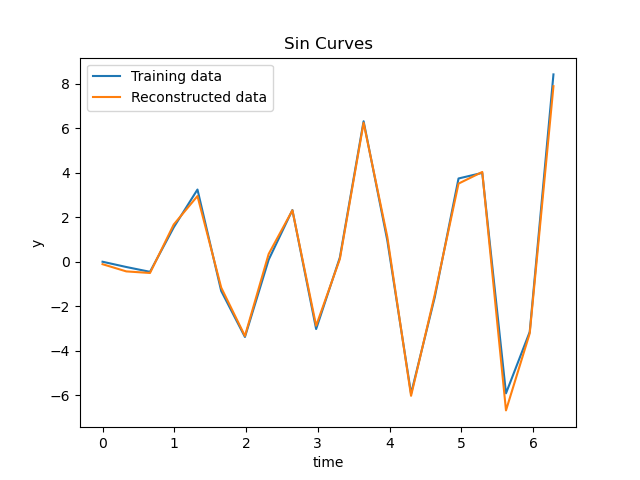 Sin Curves
Training data
Reconstructed data
8
6
4
2
0
−2
−4
−6
y
0 1 2 3 4 5 6
time